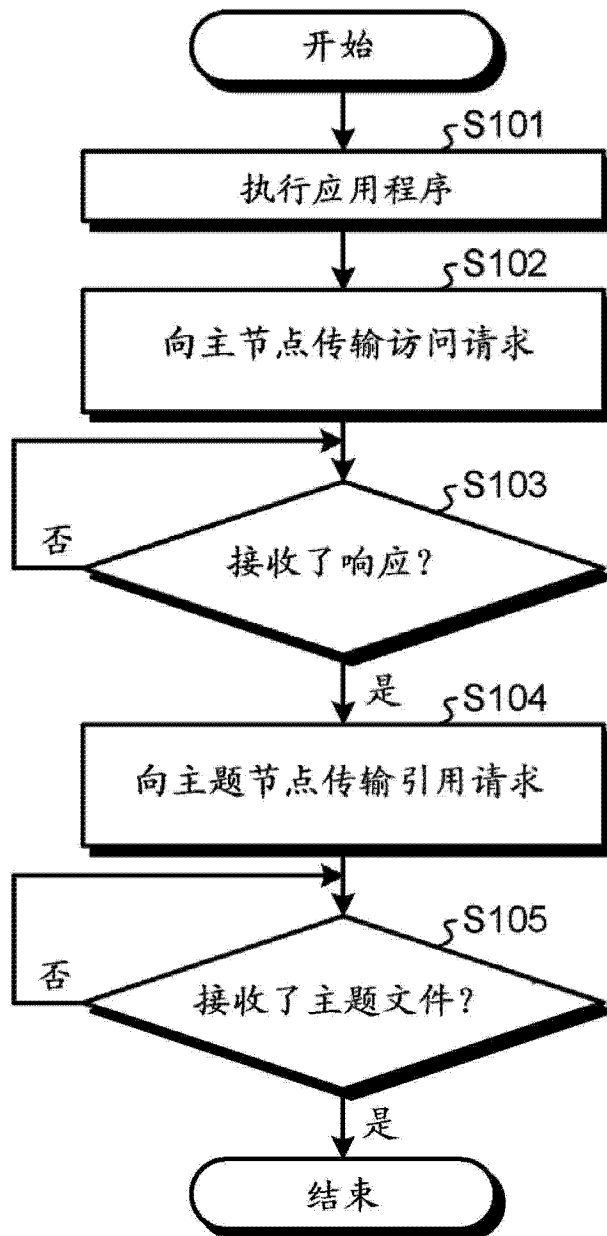 开始
S101
执行应用程序
S102
向主节点传输访问请求
S103
接收了响应?
否
是
S104
向主题节点传输引用请求
S105
接收了主题文件?
否
是
结束